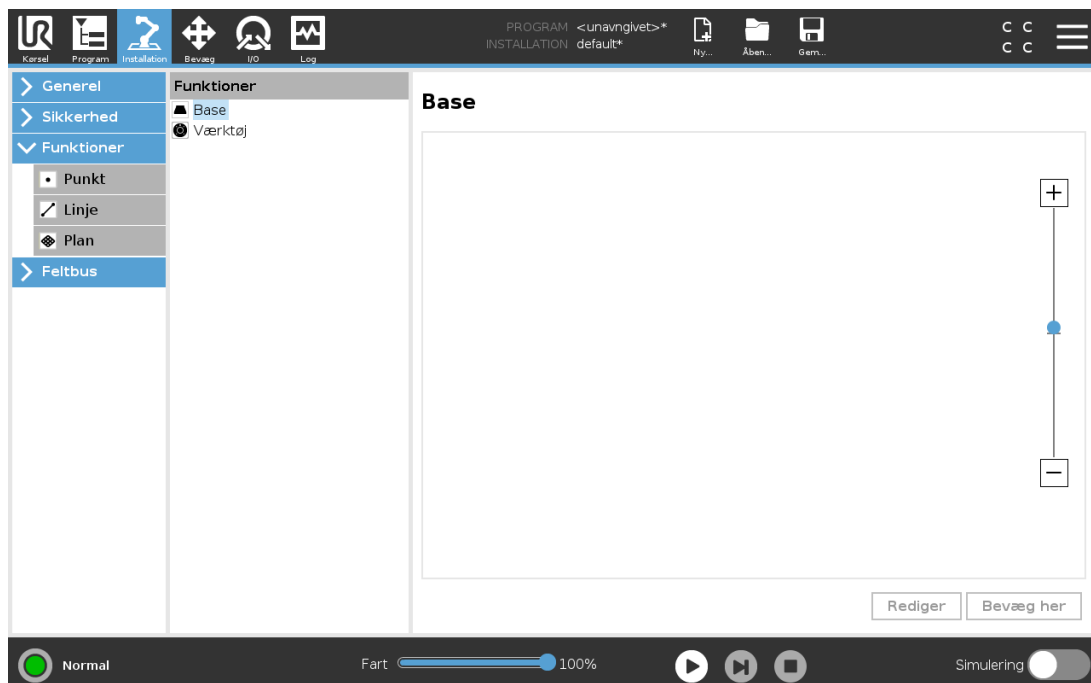 PROGRAM <unavngivet>*
INSTALLATION default*
C C
C C
Kørsel Program Installation Bevæg I/O Log Ny... Åben... Gem...
Generel
Sikkerhed
Funktioner
Punkt
Linje
Plan
Feltbus
Funktioner
Base
Værktøj
Base
+
−
Rediger Bevæg her
Normal Fart 100% Simulering